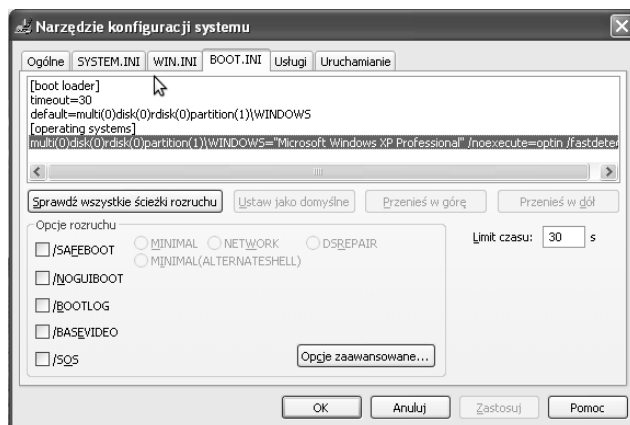 Narzędzie konfiguracji systemu
Ogólne SYSTEM.INI WIN.INI BOOT.INI Usługi Uruchamianie
[boot loader]
timeout=30
default=multi(0)disk(0)rdisk(0)partition(1)\WINDOWS
[operating systems]
multi(0)disk(0)rdisk(0)partition(1)\WINDOWS="Microsoft Windows XP Professional" /noexecute=optin /fastdetec
Sprawdź wszystkie ścieżki rozruchu Ustaw jako domyślne Przenieś w górę Przenieś w dół
Opcje rozruchu
Limit czasu: 30 s
/SAFEBOOT MINIMAL NETWORK DSREPAIR
MINIMAL(ALTERNATESHELL)
/NOGUIBOOT
/BOOTLOG
/BASEVIDEO
/SOS
Opcje zaawansowane...
OK Anuluj Zastosuj Pomoc